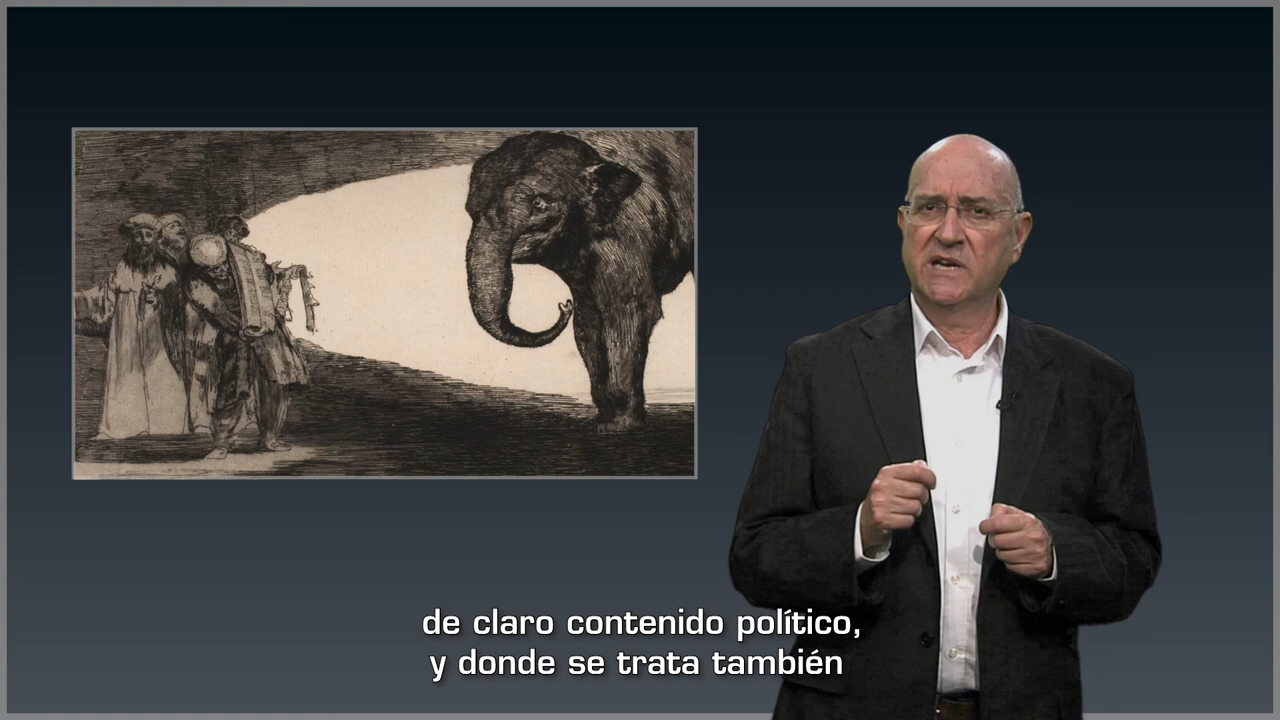 de claro contenido político,
y donde se trata también